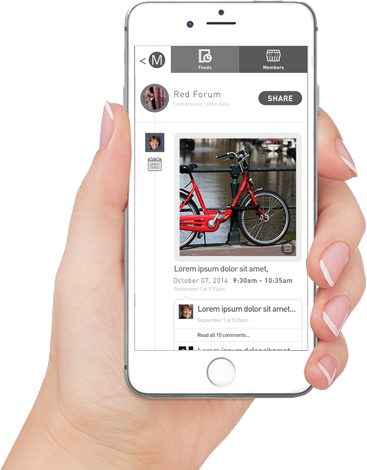 < M
Feeds
Members
Red Forum
Coordinator: John Doe
SHARE
Lorem ipsum dolor sit amet,
October 07, 2014 9:30am - 10:35am
September 1 at 9:35am
Lorem ipsum dolor sit amet...
September 1 at 9:35am
Read all 10 comments...
Lorem ipsum dolor sit amet